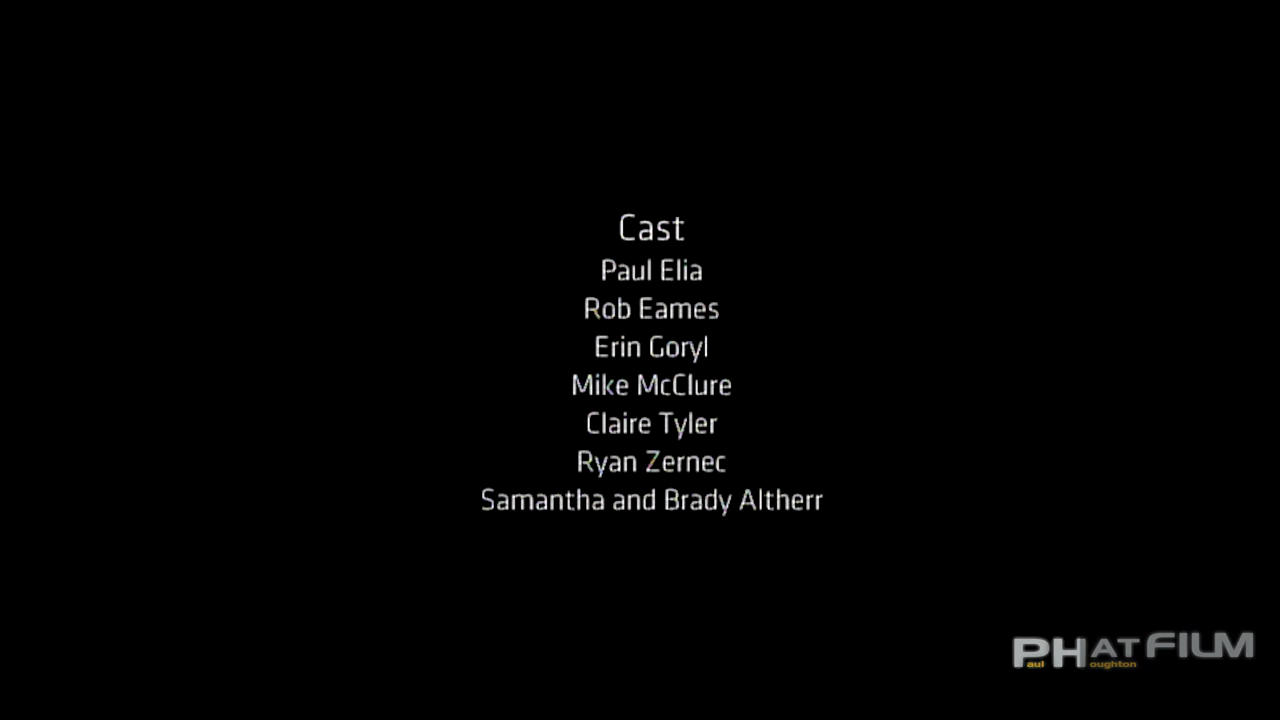 Cast
Paul Elia
Rob Eames
Erin Goryl
Mike McClure
Claire Tyler
Ryan Zernec
Samantha and Brady Altherr
PHAT FILM
aul oughton